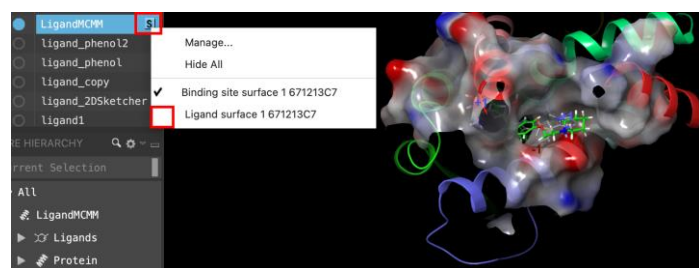 LigandMCMM S
ligand_phenol2
ligand_phenol
ligand_copy
ligand_2DSketcher
ligand1
Manage...
Hide All
Binding site surface 1 671213C7
Ligand surface 1 671213C7
RE HIERARCHY
rrent Selection
All
LigandMCMM
Ligands
Protein